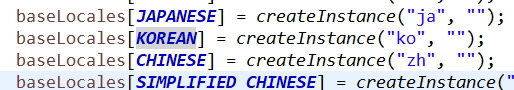 baseLocales[JAPANESE] = createInstance("ja", "");
baseLocales[KOREAN] = createInstance("ko", "");
baseLocales[CHINESE] = createInstance("zh", "");
baseLocales[SIMPLIFIED_CHINESE] = createInstance("